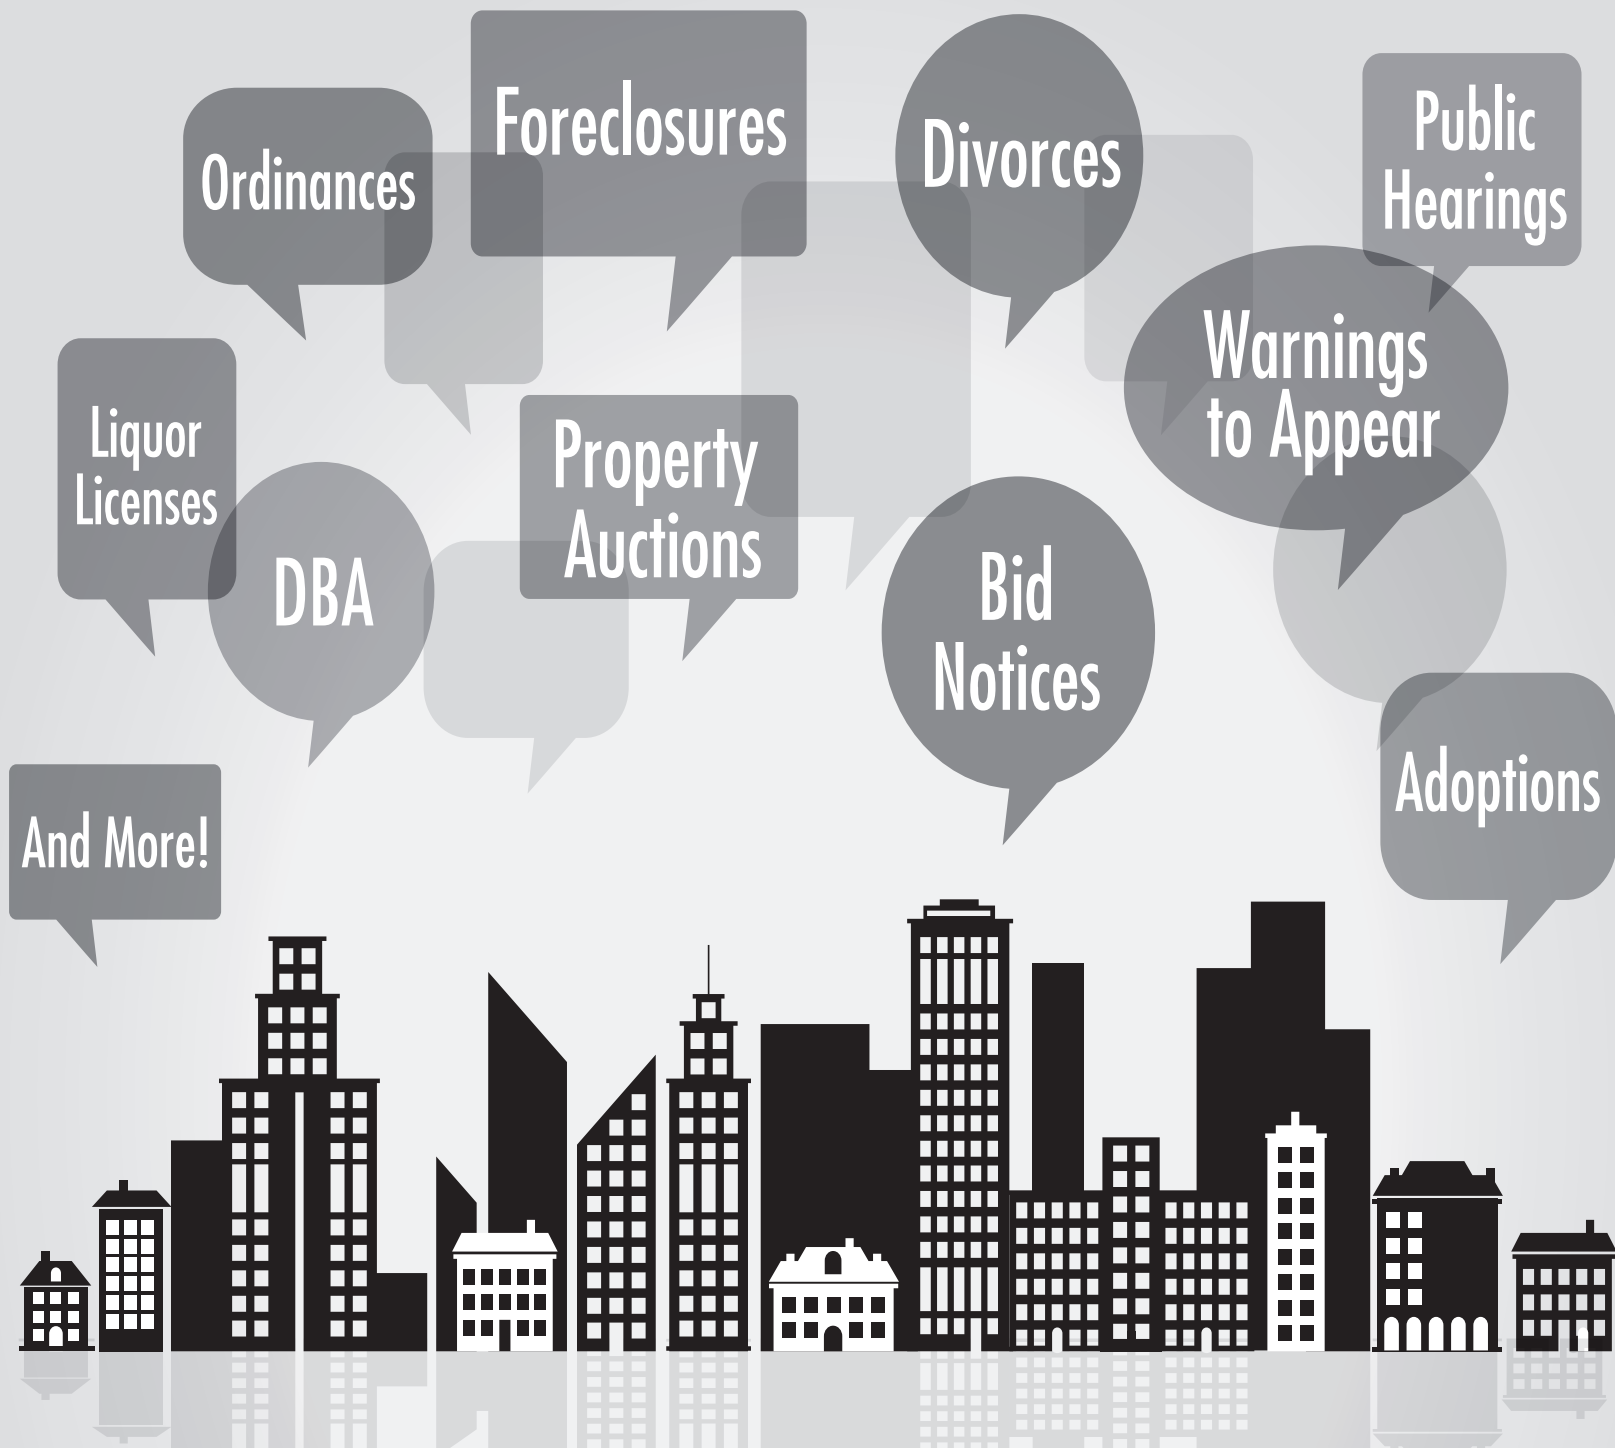 Foreclosures
Divorces
Public
Hearings
Ordinances
Warnings
to Appear
Liquor
Licenses
Property
Auctions
DBA
Bid
Notices
Adoptions
And More!